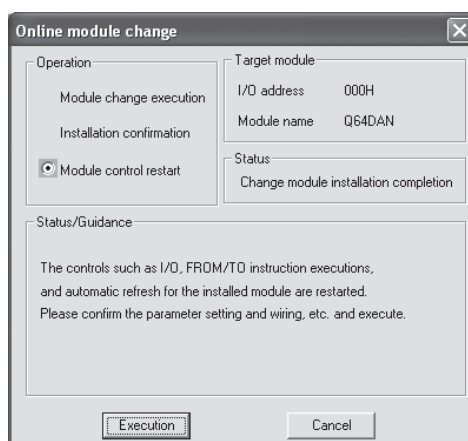 Online module change
Operation
Module change execution
Installation confirmation
Module control restart
Target module
I/O address 000H
Module name Q64DAN
Status
Change module installation completion
Status/Guidance
The controls such as I/O, FROM/TO instruction executions,
and automatic refresh for the installed module are restarted.
Please confirm the parameter setting and wiring, etc. and execute.
Execution
Cancel